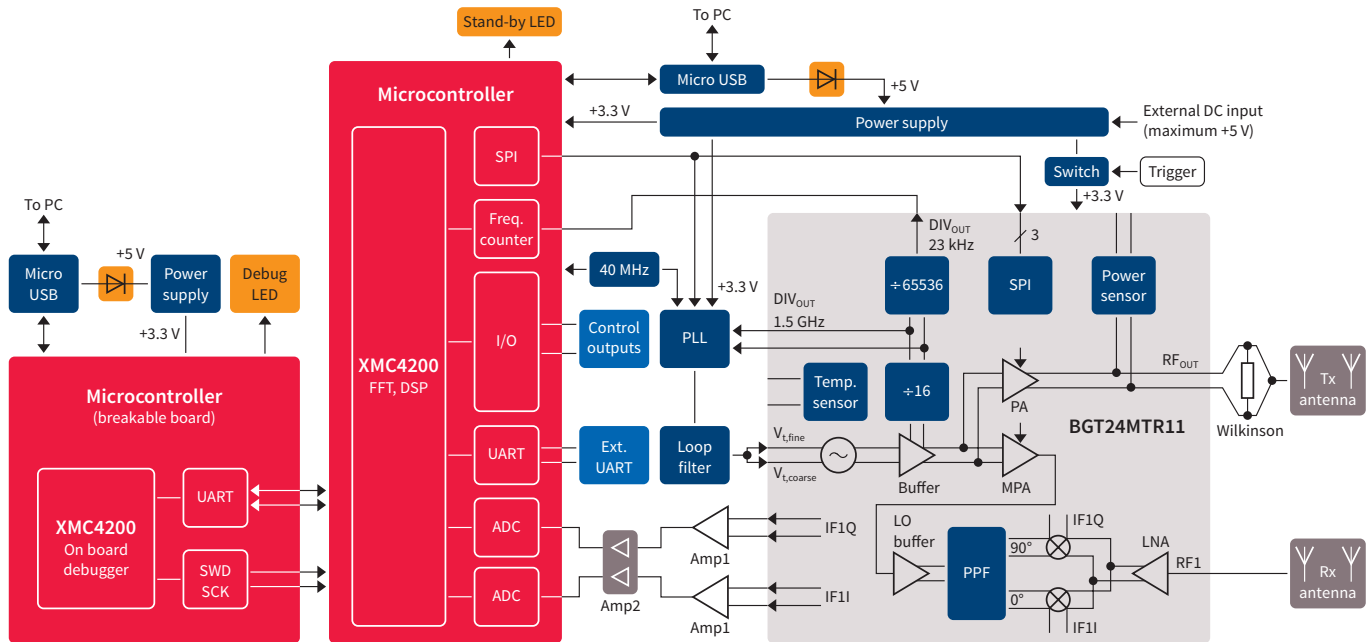 Stand-by LED
To PC
Microcontroller
Micro USB
+5 V
+3.3 V
Power supply
External DC input
(maximum +5 V)
SPI
Switch
Trigger
+3.3 V
To PC
+5 V
Micro
USB
Power
supply
Debug
LED
+3.3 V
Freq.
counter
DIVOUT
23 kHz
3
40 MHz
+3.3 V
÷65536
SPI
Power
sensor
DIVOUT
1.5 GHz
I/O
Control
outputs
PLL
XMC4200
FFT, DSP
Temp.
sensor
÷16
PA
RFOUT
Tx
antenna
Wilkinson
BGT24MTR11
Microcontroller
(breakable board)
UART
Ext.
UART
Loop
filter
Vt,fine
Vt,coarse
Buffer
MPA
XMC4200
On board
debugger
UART
SWD
SCK
ADC
Amp1
IF1Q
ADC
Amp2
Amp1
IF1I
LO
buffer
PPF
90°
0°
IF1Q
IF1I
LNA
RF1
Rx
antenna